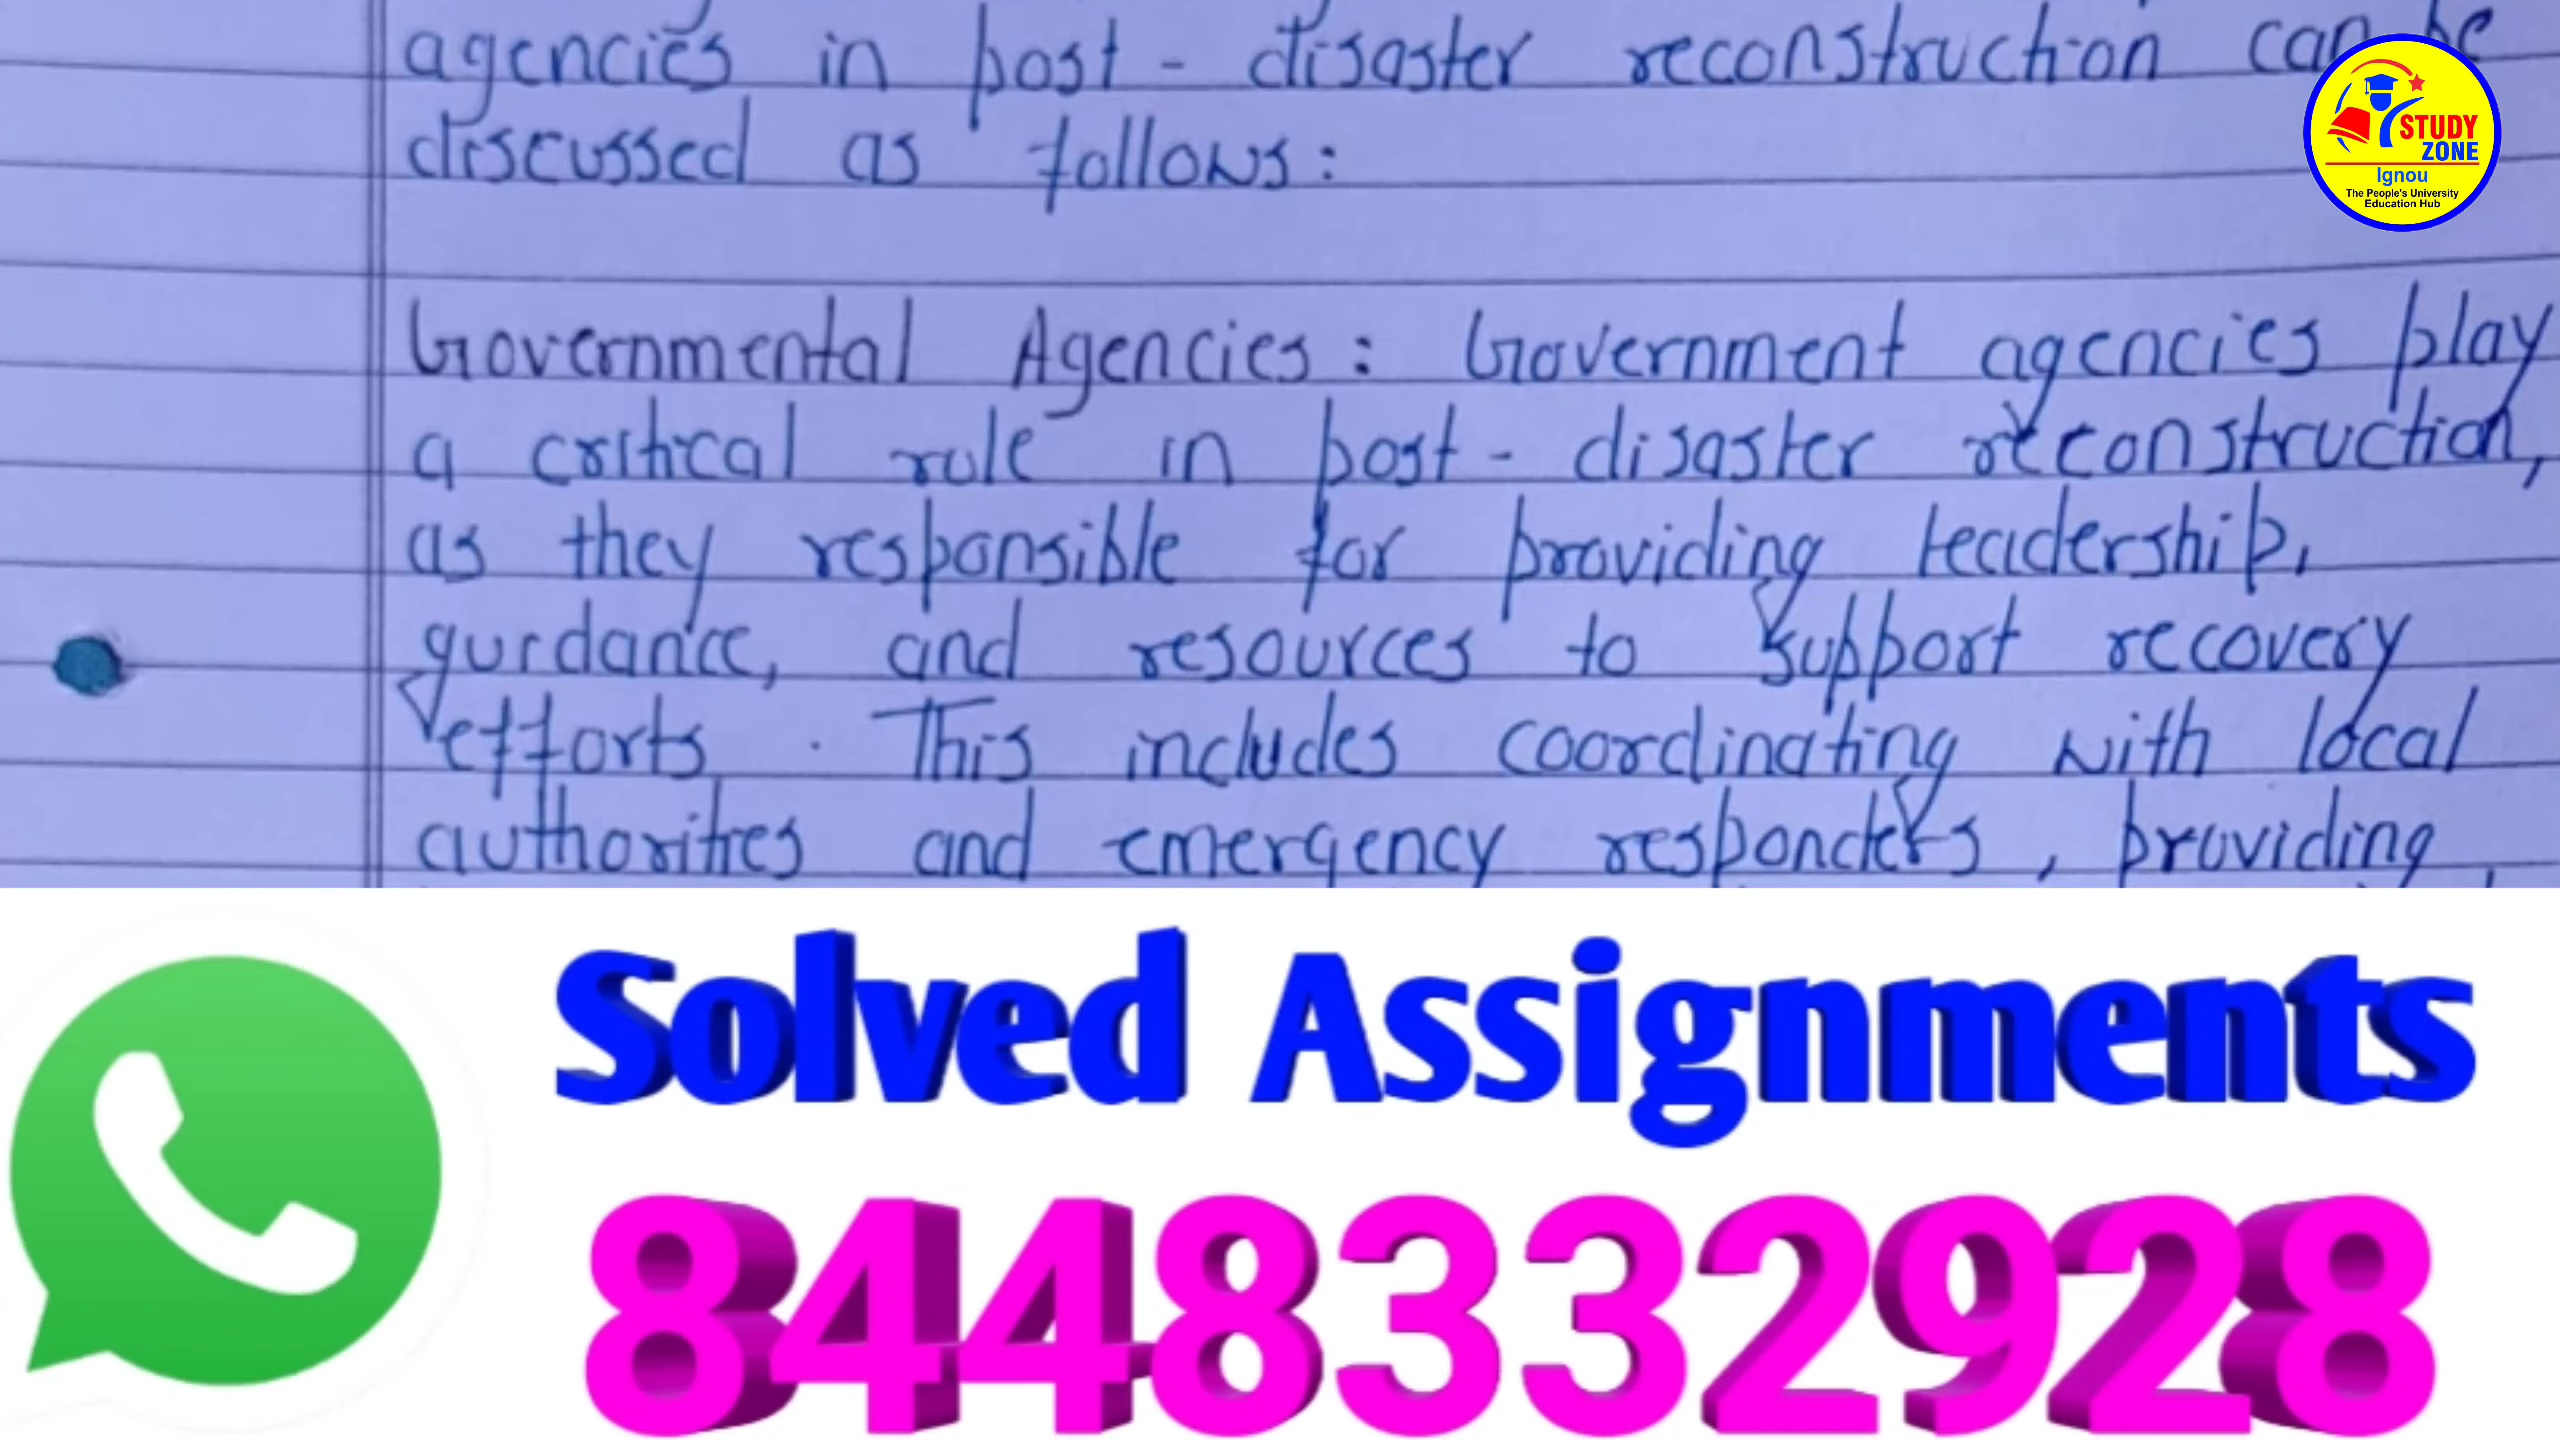 agencies in post - disaster reconstruction can be
discussed as follows :
STUDY
ZONE
Ignou
The People's University
Education Hub
Governmental Agencies : Government agencies play
a critical role in post - disaster reconstruction,
as they responsible for providing leadership,
guidance, and resources to support recovery
efforts . This includes coordinating with local
authorities and emergency responders , providing
Solved Assignments
8448332928